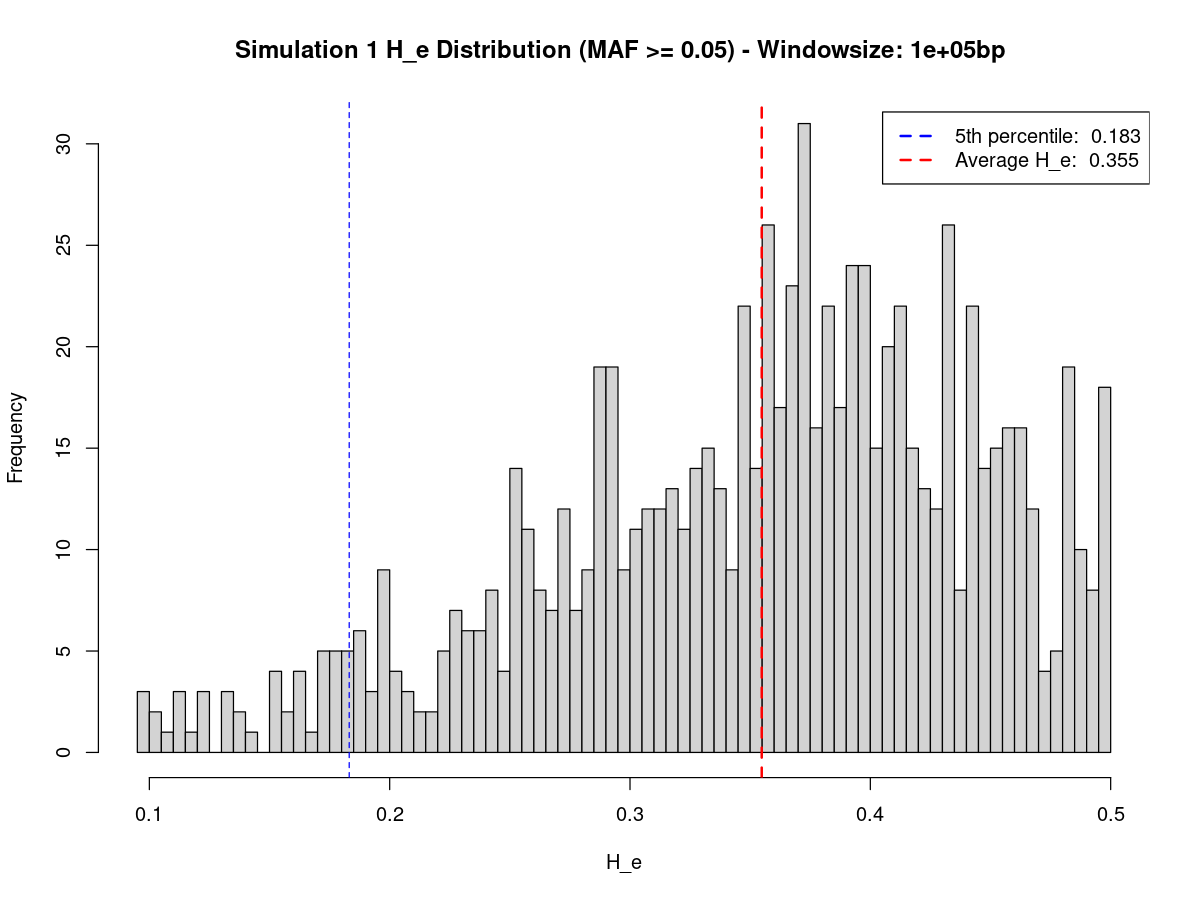 Simulation 1 H_e Distribution (MAF >= 0.05) - Windowsize: 1e+05bp
5th percentile: 0.183
Average H_e: 0.355
Frequency
30
25
20
15
10
5
0
0.1 0.2 0.3 0.4 0.5
H_e